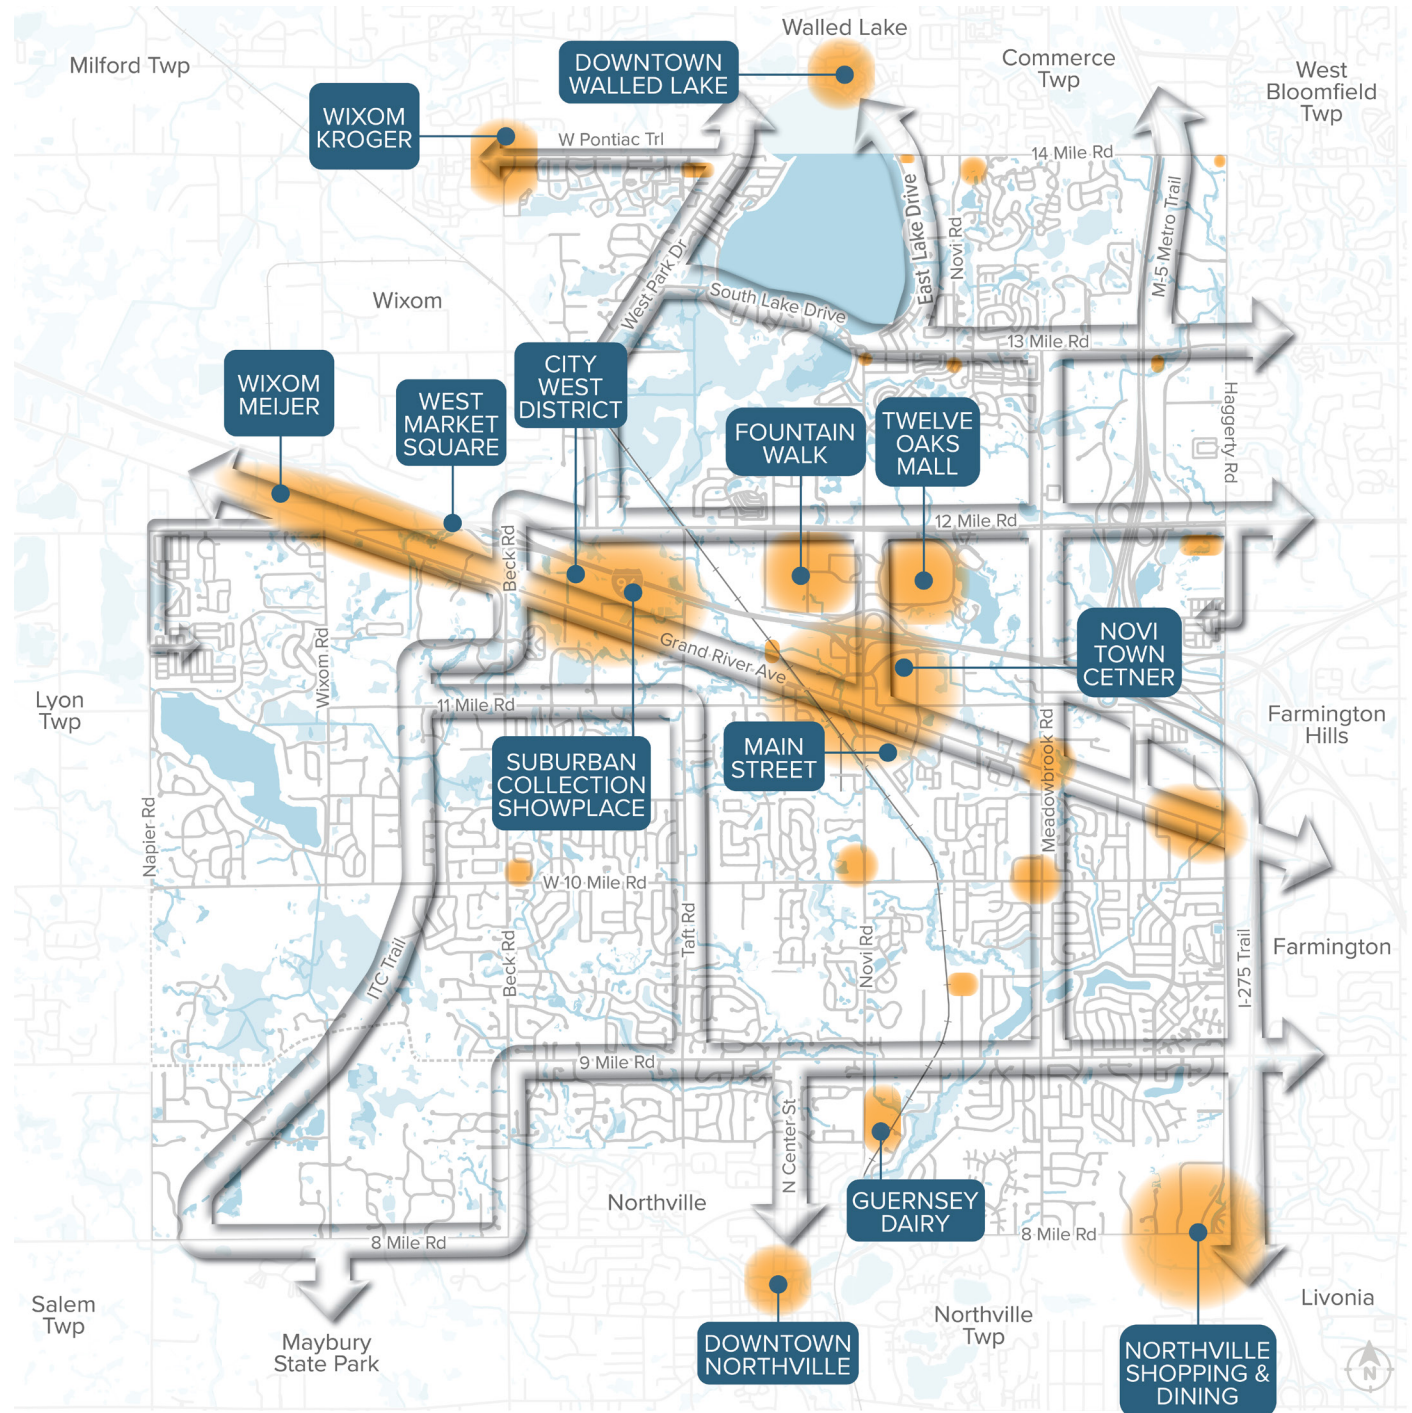 Walled Lake
Milford Twp
DOWNTOWN
WALLED LAKE
Commerce
Twp
West
Bloomfield
Twp
WIXOM
KROGER
W Pontiac Trl
14 Mile Rd
East Lake Drive
Novi Rd
M-5 Metro Trail
Wixom
West Park Dr
South Lake Drive
13 Mile Rd
Haggerty Rd
WIXOM
MEIJER
WEST
MARKET
SQUARE
CITY
WEST
DISTRICT
FOUNTAIN
WALK
TWELVE
OAKS
MALL
12 Mile Rd
Beck Rd
96
Grand River Ave
NOVI
TOWN
CETNER
Wixom Rd
Lyon
Twp
11 Mile Rd
Farmington
Hills
SUBURBAN
COLLECTION
SHOWPLACE
MAIN
STREET
Meadowbrook Rd
Napier Rd
W 10 Mile Rd
ITC Trail
Beck Rd
Taft Rd
Novi Rd
I-275 Trail
Farmington
9 Mile Rd
N Center St
Northville
GUERNSEY
DAIRY
8 Mile Rd
8 Mile Rd
Salem
Twp
Maybury
State Park
DOWNTOWN
NORTHVILLE
Northville
Twp
Livonia
NORTHVILLE
SHOPPING &
DINING
N